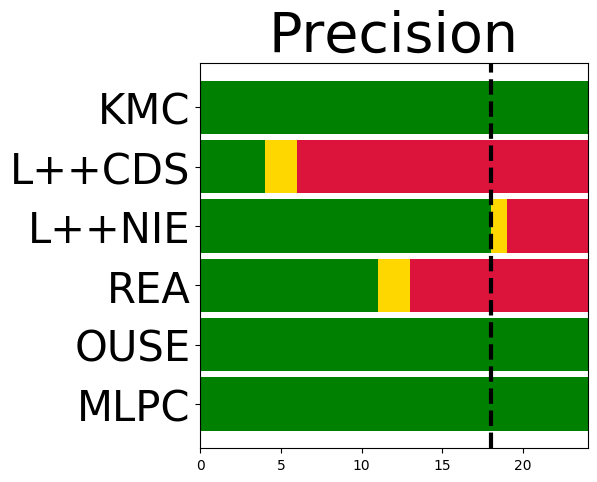 Precision
KMC
L++CDS
L++NIE
REA
OUSE
MLPC
0 5 10 15 20